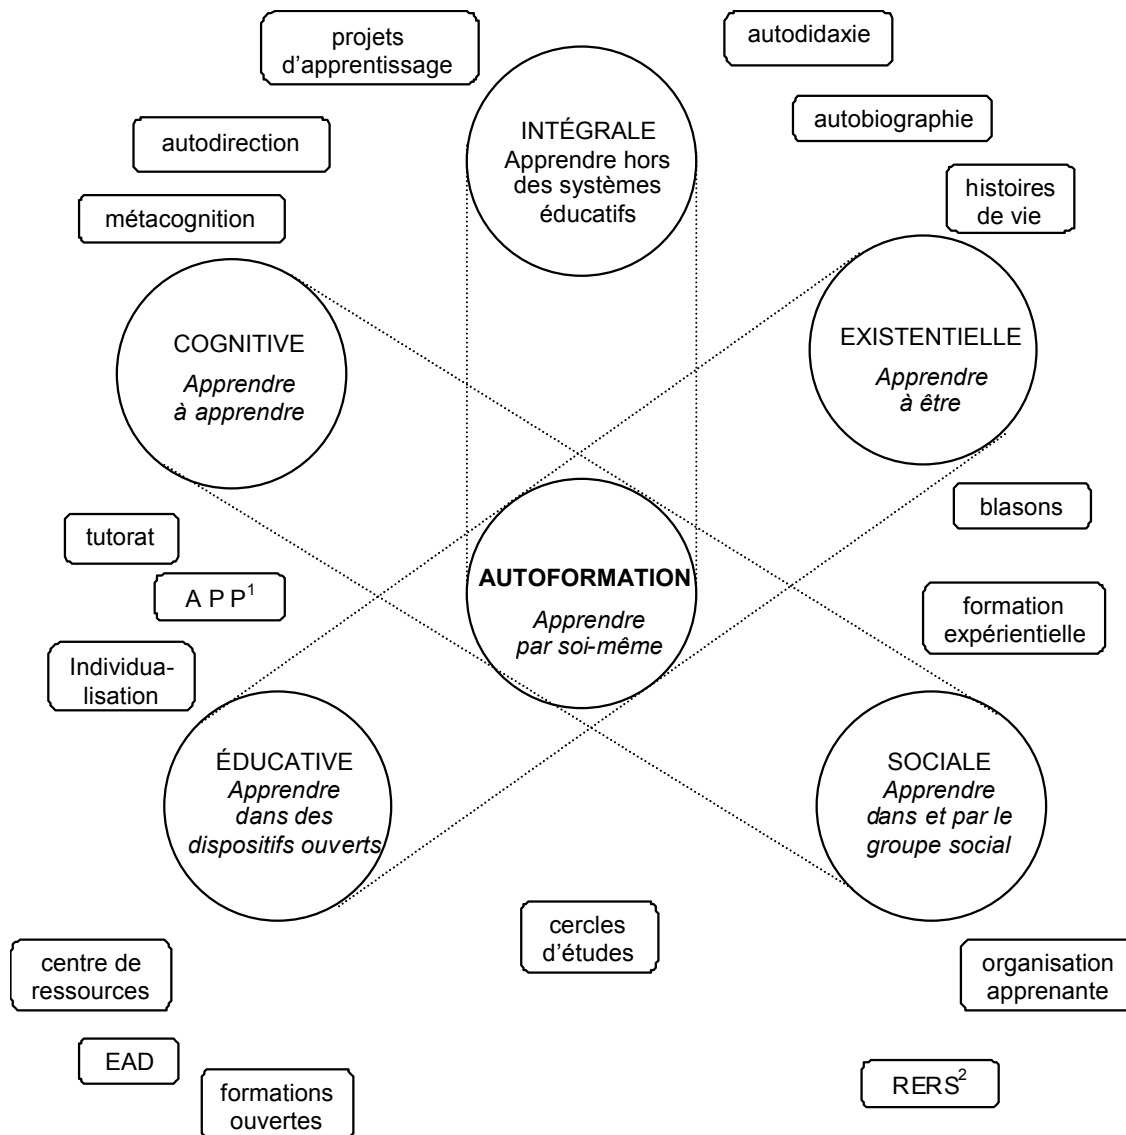 projets
d’apprentissage
autodidaxie
autobiographie
autodirection
INTÉGRALE
Apprendre hors
des systèmes
éducatifs
histoires
de vie
métacognition
COGNITIVE
Apprendre
à apprendre
EXISTENTIELLE
Apprendre
à être
blasons
tutorat
A P P1
AUTOFORMATION
Apprendre
par soi-même
formation
expérientielle
Individua-
lisation
ÉDUCATIVE
Apprendre
dans des
dispositifs ouverts
SOCIALE
Apprendre
dans et par le
groupe social
cercles
d’études
centre de
ressources
organisation
apprenante
EAD
formations
ouvertes
RERS2